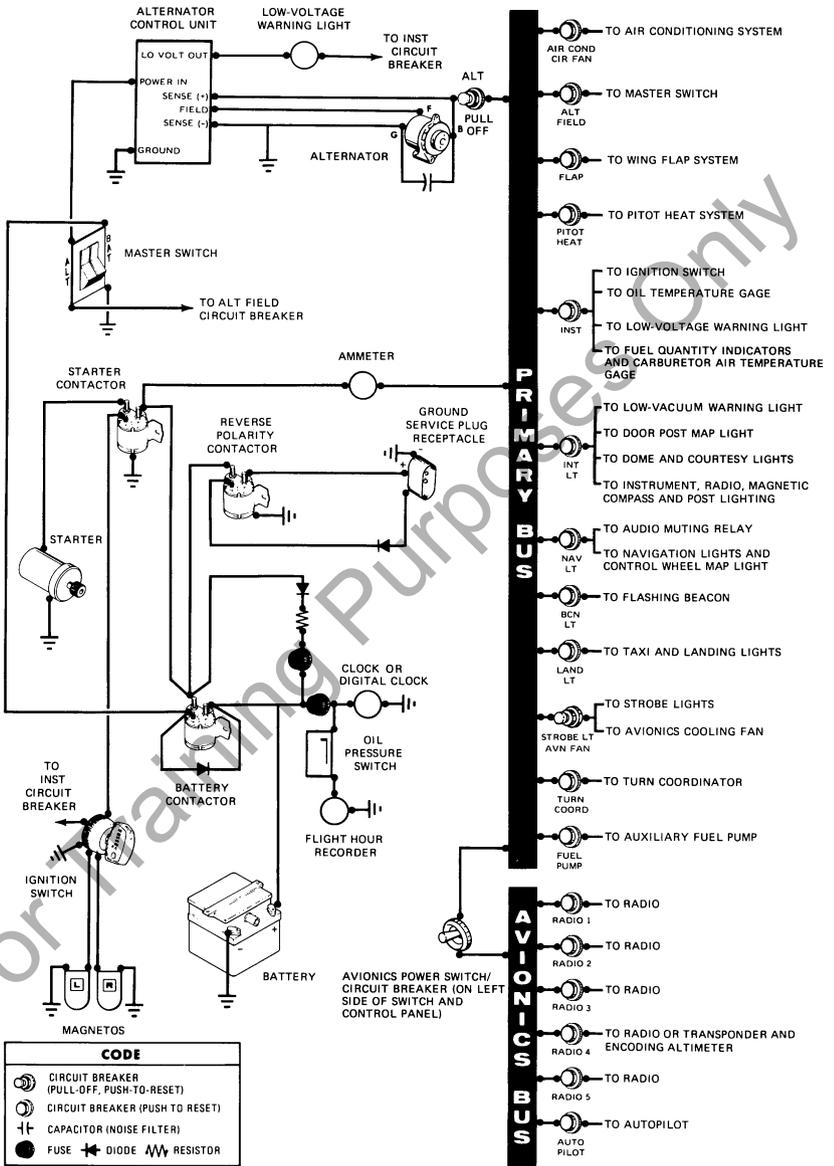 ALTERNATOR
CONTROL UNIT
LOW-VOLTAGE
WARNING LIGHT
LO VOLT OUT
TO INST
CIRCUIT
BREAKER
POWER IN
SENSE (+)
FIELD
SENSE (-)
GROUND
ALT
PULL
OFF
F
G
B
C
ALTERNATOR
ALT
BAT
MASTER SWITCH
TO ALT FIELD
CIRCUIT BREAKER
STARTER
CONTACTOR
AMMETER
REVERSE
POLARITY
CONTACTOR
GROUND
SERVICE PLUG
RECEPTACLE
-
+
STARTER
CLOCK OR
DIGITAL CLOCK
OIL
PRESSURE
SWITCH
BATTERY
CONTACTOR
FLIGHT HOUR
RECORDER
TO
INST
CIRCUIT
BREAKER
IGNITION
SWITCH
L
R
MAGNETOS
- +
BATTERY
AVIONICS POWER SWITCH/
CIRCUIT BREAKER (ON LEFT
SIDE OF SWITCH AND
CONTROL PANEL)
CODE
CIRCUIT BREAKER
(PULL-OFF, PUSH-TO-RESET)
CIRCUIT BREAKER (PUSH TO RESET)
CAPACITOR (NOISE FILTER)
FUSE DIODE RESISTOR
PRIMARY BUS
AIR COND
CIR FAN
TO AIR CONDITIONING SYSTEM
ALT
FIELD
TO MASTER SWITCH
FLAP
TO WING FLAP SYSTEM
PITOT
HEAT
TO PITOT HEAT SYSTEM
INST
TO IGNITION SWITCH
TO OIL TEMPERATURE GAGE
TO LOW-VOLTAGE WARNING LIGHT
TO FUEL QUANTITY INDICATORS
AND CARBURETOR AIR TEMPERATURE
GAGE
INT
LT
TO LOW-VACUUM WARNING LIGHT
TO DOOR POST MAP LIGHT
TO DOME AND COURTESY LIGHTS
TO INSTRUMENT, RADIO, MAGNETIC
COMPASS AND POST LIGHTING
NAV
LT
TO AUDIO MUTING RELAY
TO NAVIGATION LIGHTS AND
CONTROL WHEEL MAP LIGHT
BCN
LT
TO FLASHING BEACON
LAND
LT
TO TAXI AND LANDING LIGHTS
STROBE LT
AVN FAN
TO STROBE LIGHTS
TO AVIONICS COOLING FAN
TURN
COORD
TO TURN COORDINATOR
FUEL
PUMP
TO AUXILIARY FUEL PUMP
AVIONICS BUS
RADIO 1
TO RADIO
RADIO 2
TO RADIO
RADIO 3
TO RADIO
RADIO 4
TO RADIO OR TRANSPONDER AND
ENCODING ALTIMETER
RADIO 5
TO RADIO
AUTO
PILOT
TO AUTOPILOT
or Training Purposes Only